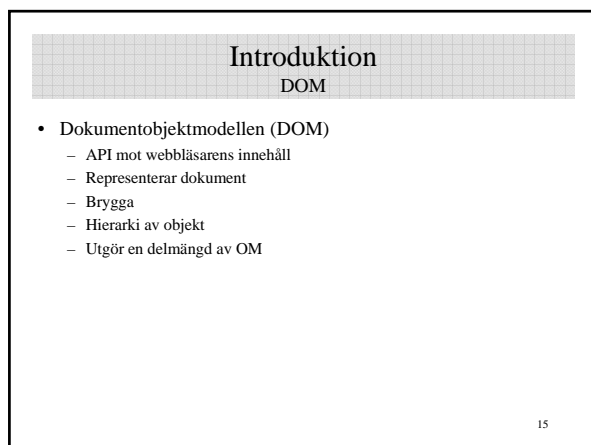 Introduktion
DOM
• Dokumentobjektmodellen (DOM)
– API mot webbläsarens innehåll
– Representerar dokument
– Brygga
– Hierarki av objekt
– Utgör en delmängd av OM
15